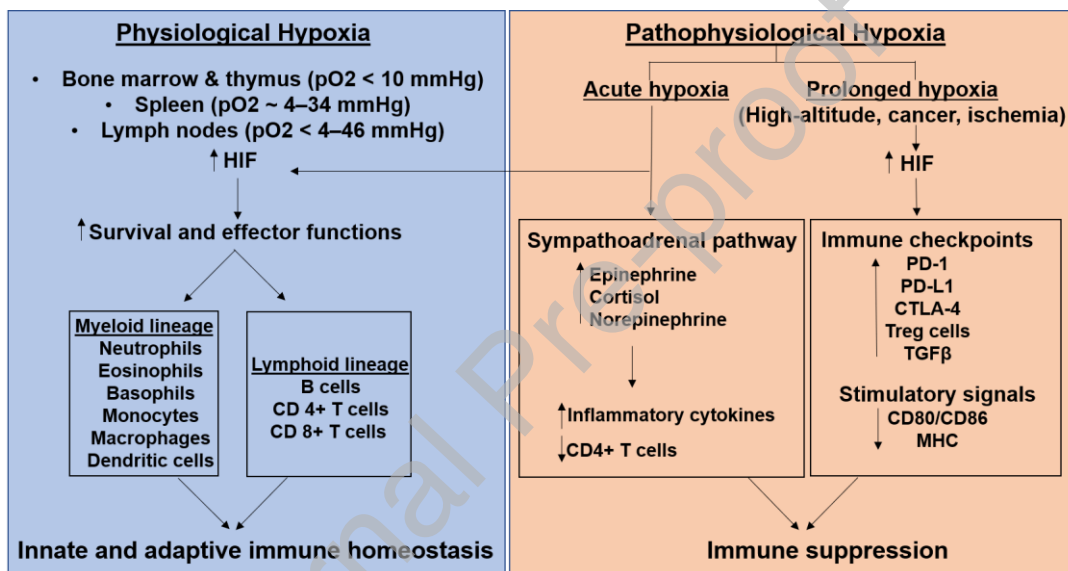 Physiological Hypoxia
• Bone marrow & thymus (pO2 < 10 mmHg)
• Spleen (pO2 ~ 4–34 mmHg)
• Lymph nodes (pO2 < 4–46 mmHg)
↑ HIF
↑ Survival and effector functions
Myeloid lineage
Neutrophils
Eosinophils
Basophils
Monocytes
Macrophages
Dendritic cells
Lymphoid lineage
B cells
CD 4+ T cells
CD 8+ T cells
Innate and adaptive immune homeostasis
Pathophysiological Hypoxia
Acute hypoxia
Sympathoadrenal pathway
↑ Epinephrine
Cortisol
Norepinephrine
↑ Inflammatory cytokines
↓ CD4+ T cells
Prolonged hypoxia
(High-altitude, cancer, ischemia)
↑ HIF
Immune checkpoints
↑ PD-1
PD-L1
CTLA-4
Treg cells
TGFβ
Stimulatory signals
↓ CD80/CD86
MHC
Immune suppression
rnal Pre-proof